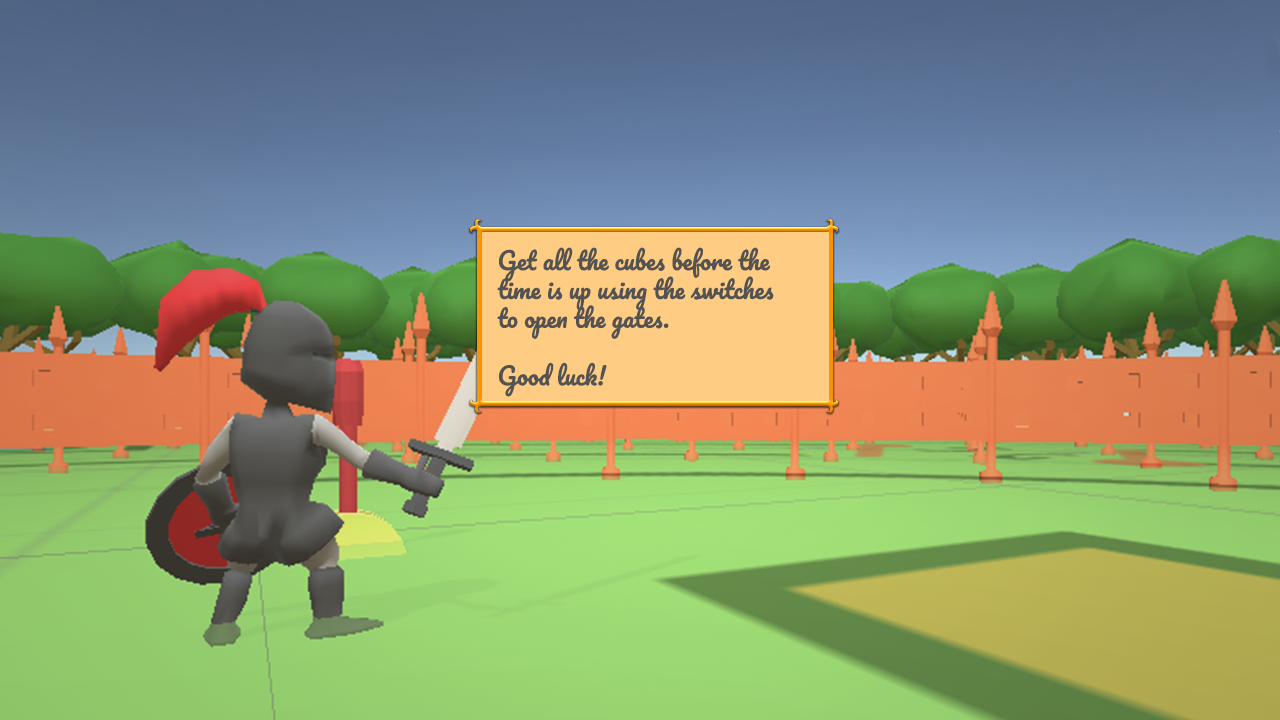 Get all the cubes before the
time is up using the switches
to open the gates.
Good luck!